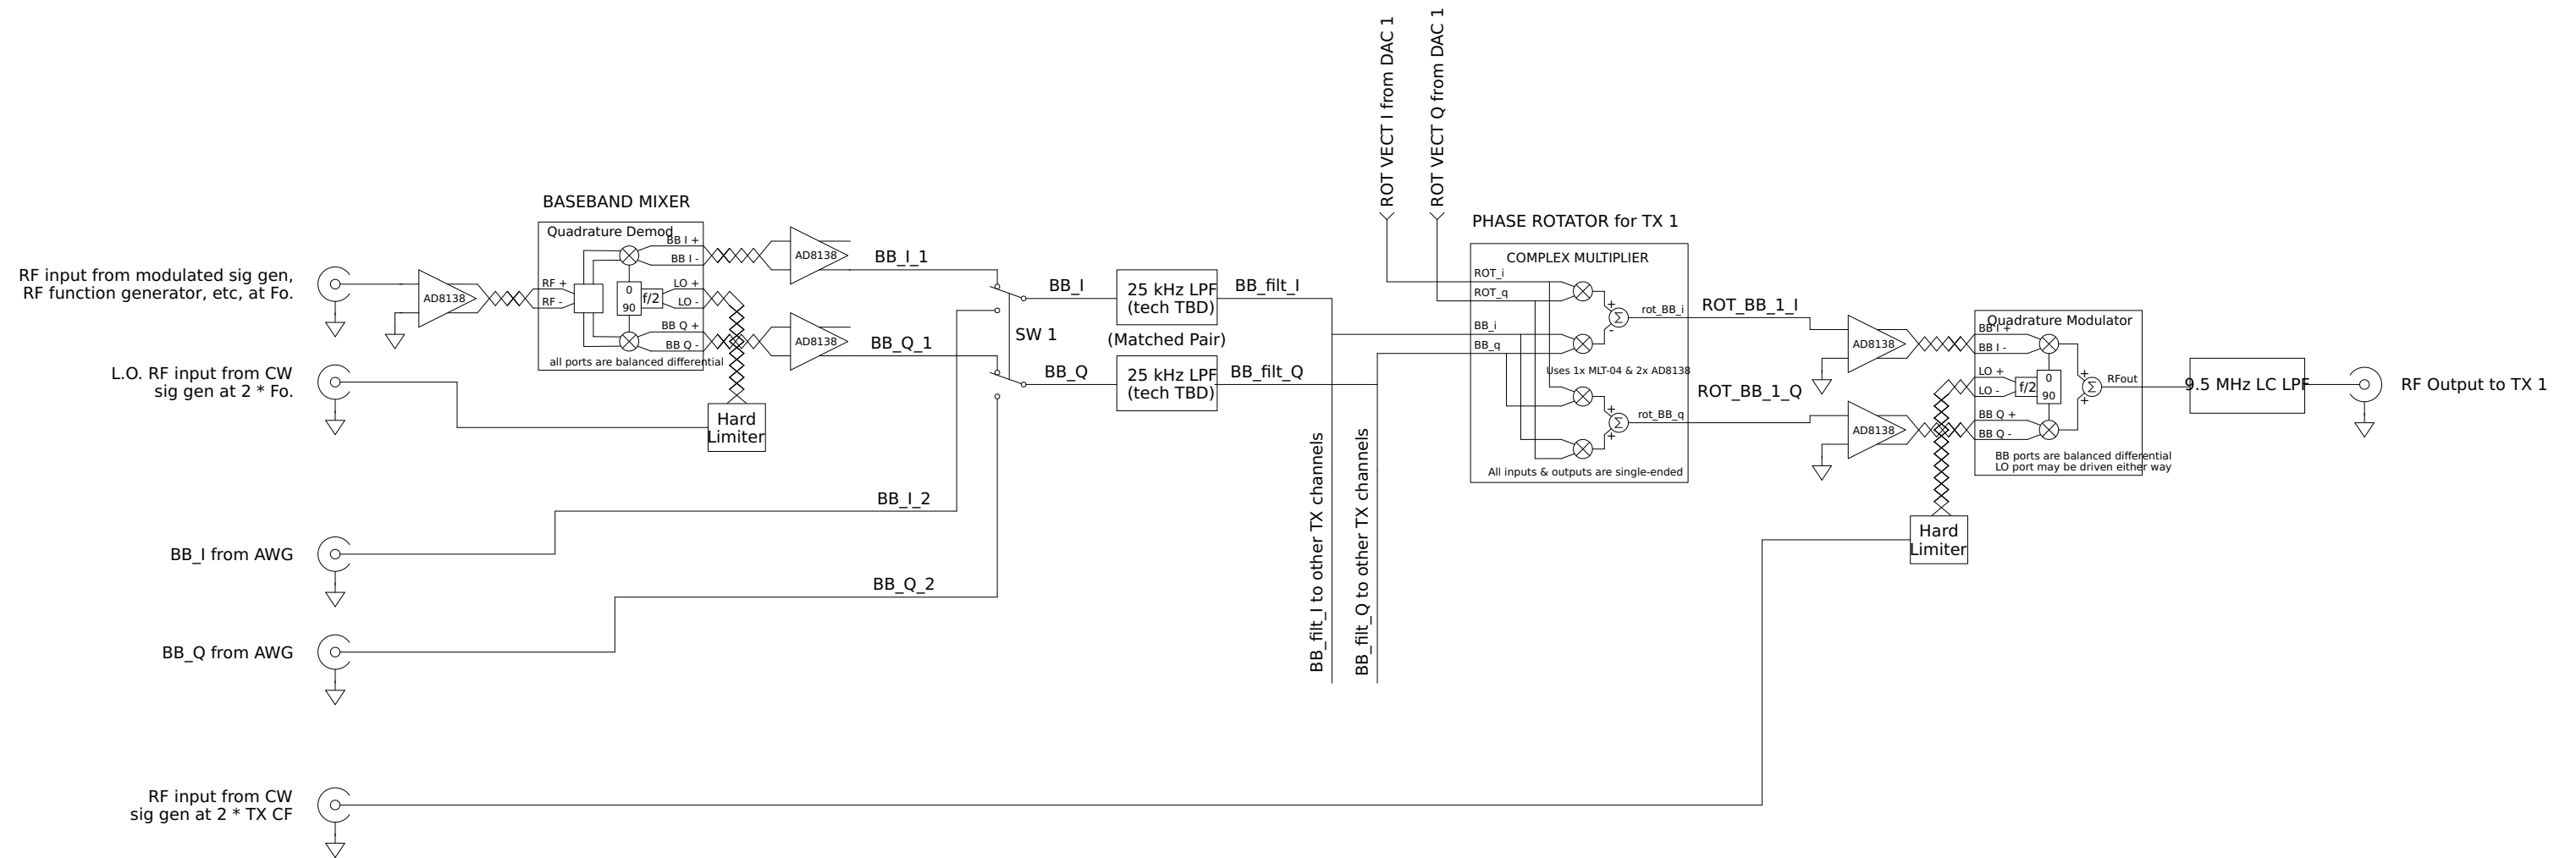 ROT VECT I from DAC 1
ROT VECT Q from DAC 1
BASEBAND MIXER
Quadrature Demod
BB I +
BB I -
RF +
RF -
0
90
f/2
LO +
LO -
BB Q +
BB Q -
all ports are balanced differential
RF input from modulated sig gen,
RF function generator, etc, at Fo.
AD8138
AD8138
AD8138
BB_I_1
BB_Q_1
L.O. RF input from CW
sig gen at 2 * Fo.
Hard
Limiter
BB_I
BB_Q
SW 1
25 kHz LPF
(tech TBD)
(Matched Pair)
25 kHz LPF
(tech TBD)
BB_filt_I
BB_filt_Q
BB_I_2
BB_I from AWG
BB_Q_2
BB_Q from AWG
BB_filt_I to other TX channels
BB_filt_Q to other TX channels
PHASE ROTATOR for TX 1
COMPLEX MULTIPLIER
ROT_i
ROT_q
BB_i
BB_q
+
Σ
-
rot_BB_i
Uses 1x MLT-04 & 2x AD8138
+
Σ
+
rot_BB_q
All inputs & outputs are single-ended
ROT_BB_1_I
ROT_BB_1_Q
AD8138
AD8138
Quadrature Modulator
BB I +
BB I -
LO +
LO -
f/2
0
90
BB Q +
BB Q -
+
Σ
+
RFout
BB ports are balanced differential
LO port may be driven either way
Hard
Limiter
9.5 MHz LC LPF
RF Output to TX 1
RF input from CW
sig gen at 2 * TX CF